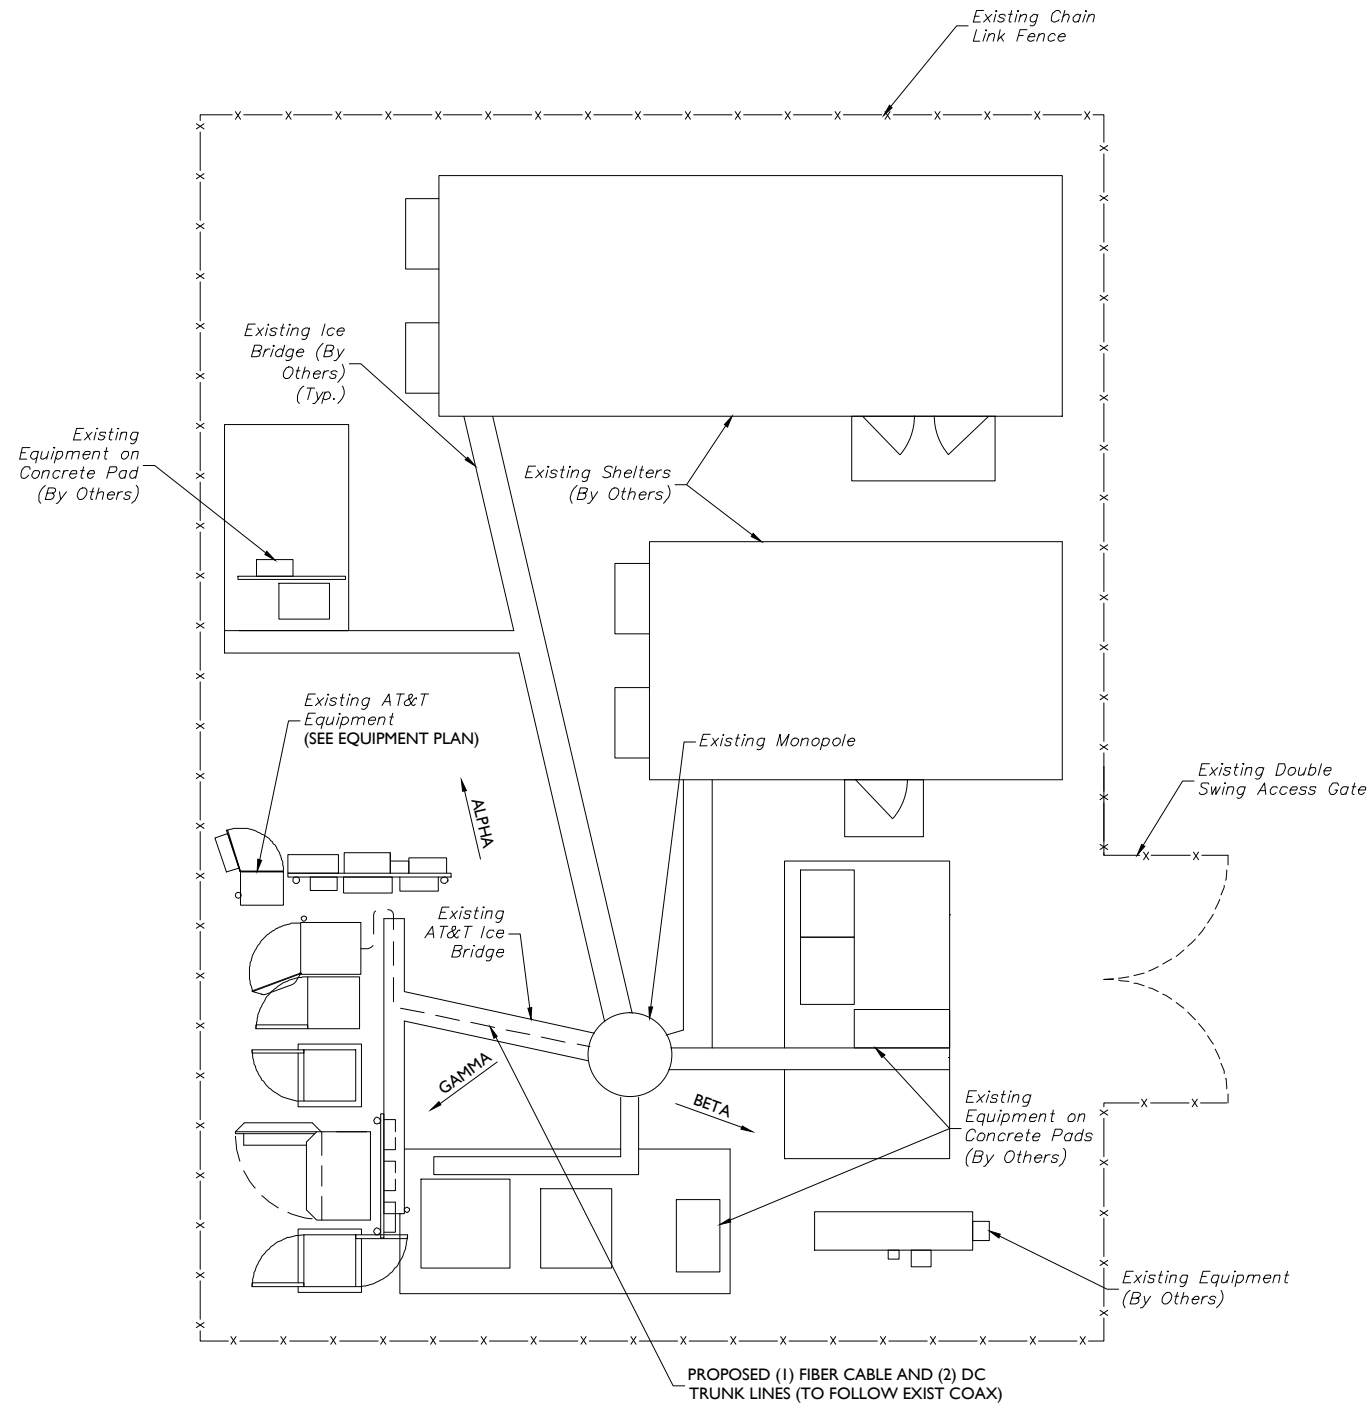 Existing Chain
Link Fence
Existing Ice
Bridge (By
Others)
(Typ.)
Existing
Equipment on
Concrete Pad
(By Others)
Existing Shelters
(By Others)
Existing AT&T
Equipment
(SEE EQUIPMENT PLAN)
Existing Monopole
Existing Double
Swing Access Gate
ALPHA
Existing
AT&T Ice
Bridge
GAMMA
BETA
Existing
Equipment on
Concrete Pads
(By Others)
Existing Equipment
(By Others)
PROPOSED (1) FIBER CABLE AND (2) DC
TRUNK LINES (TO FOLLOW EXIST COAX)